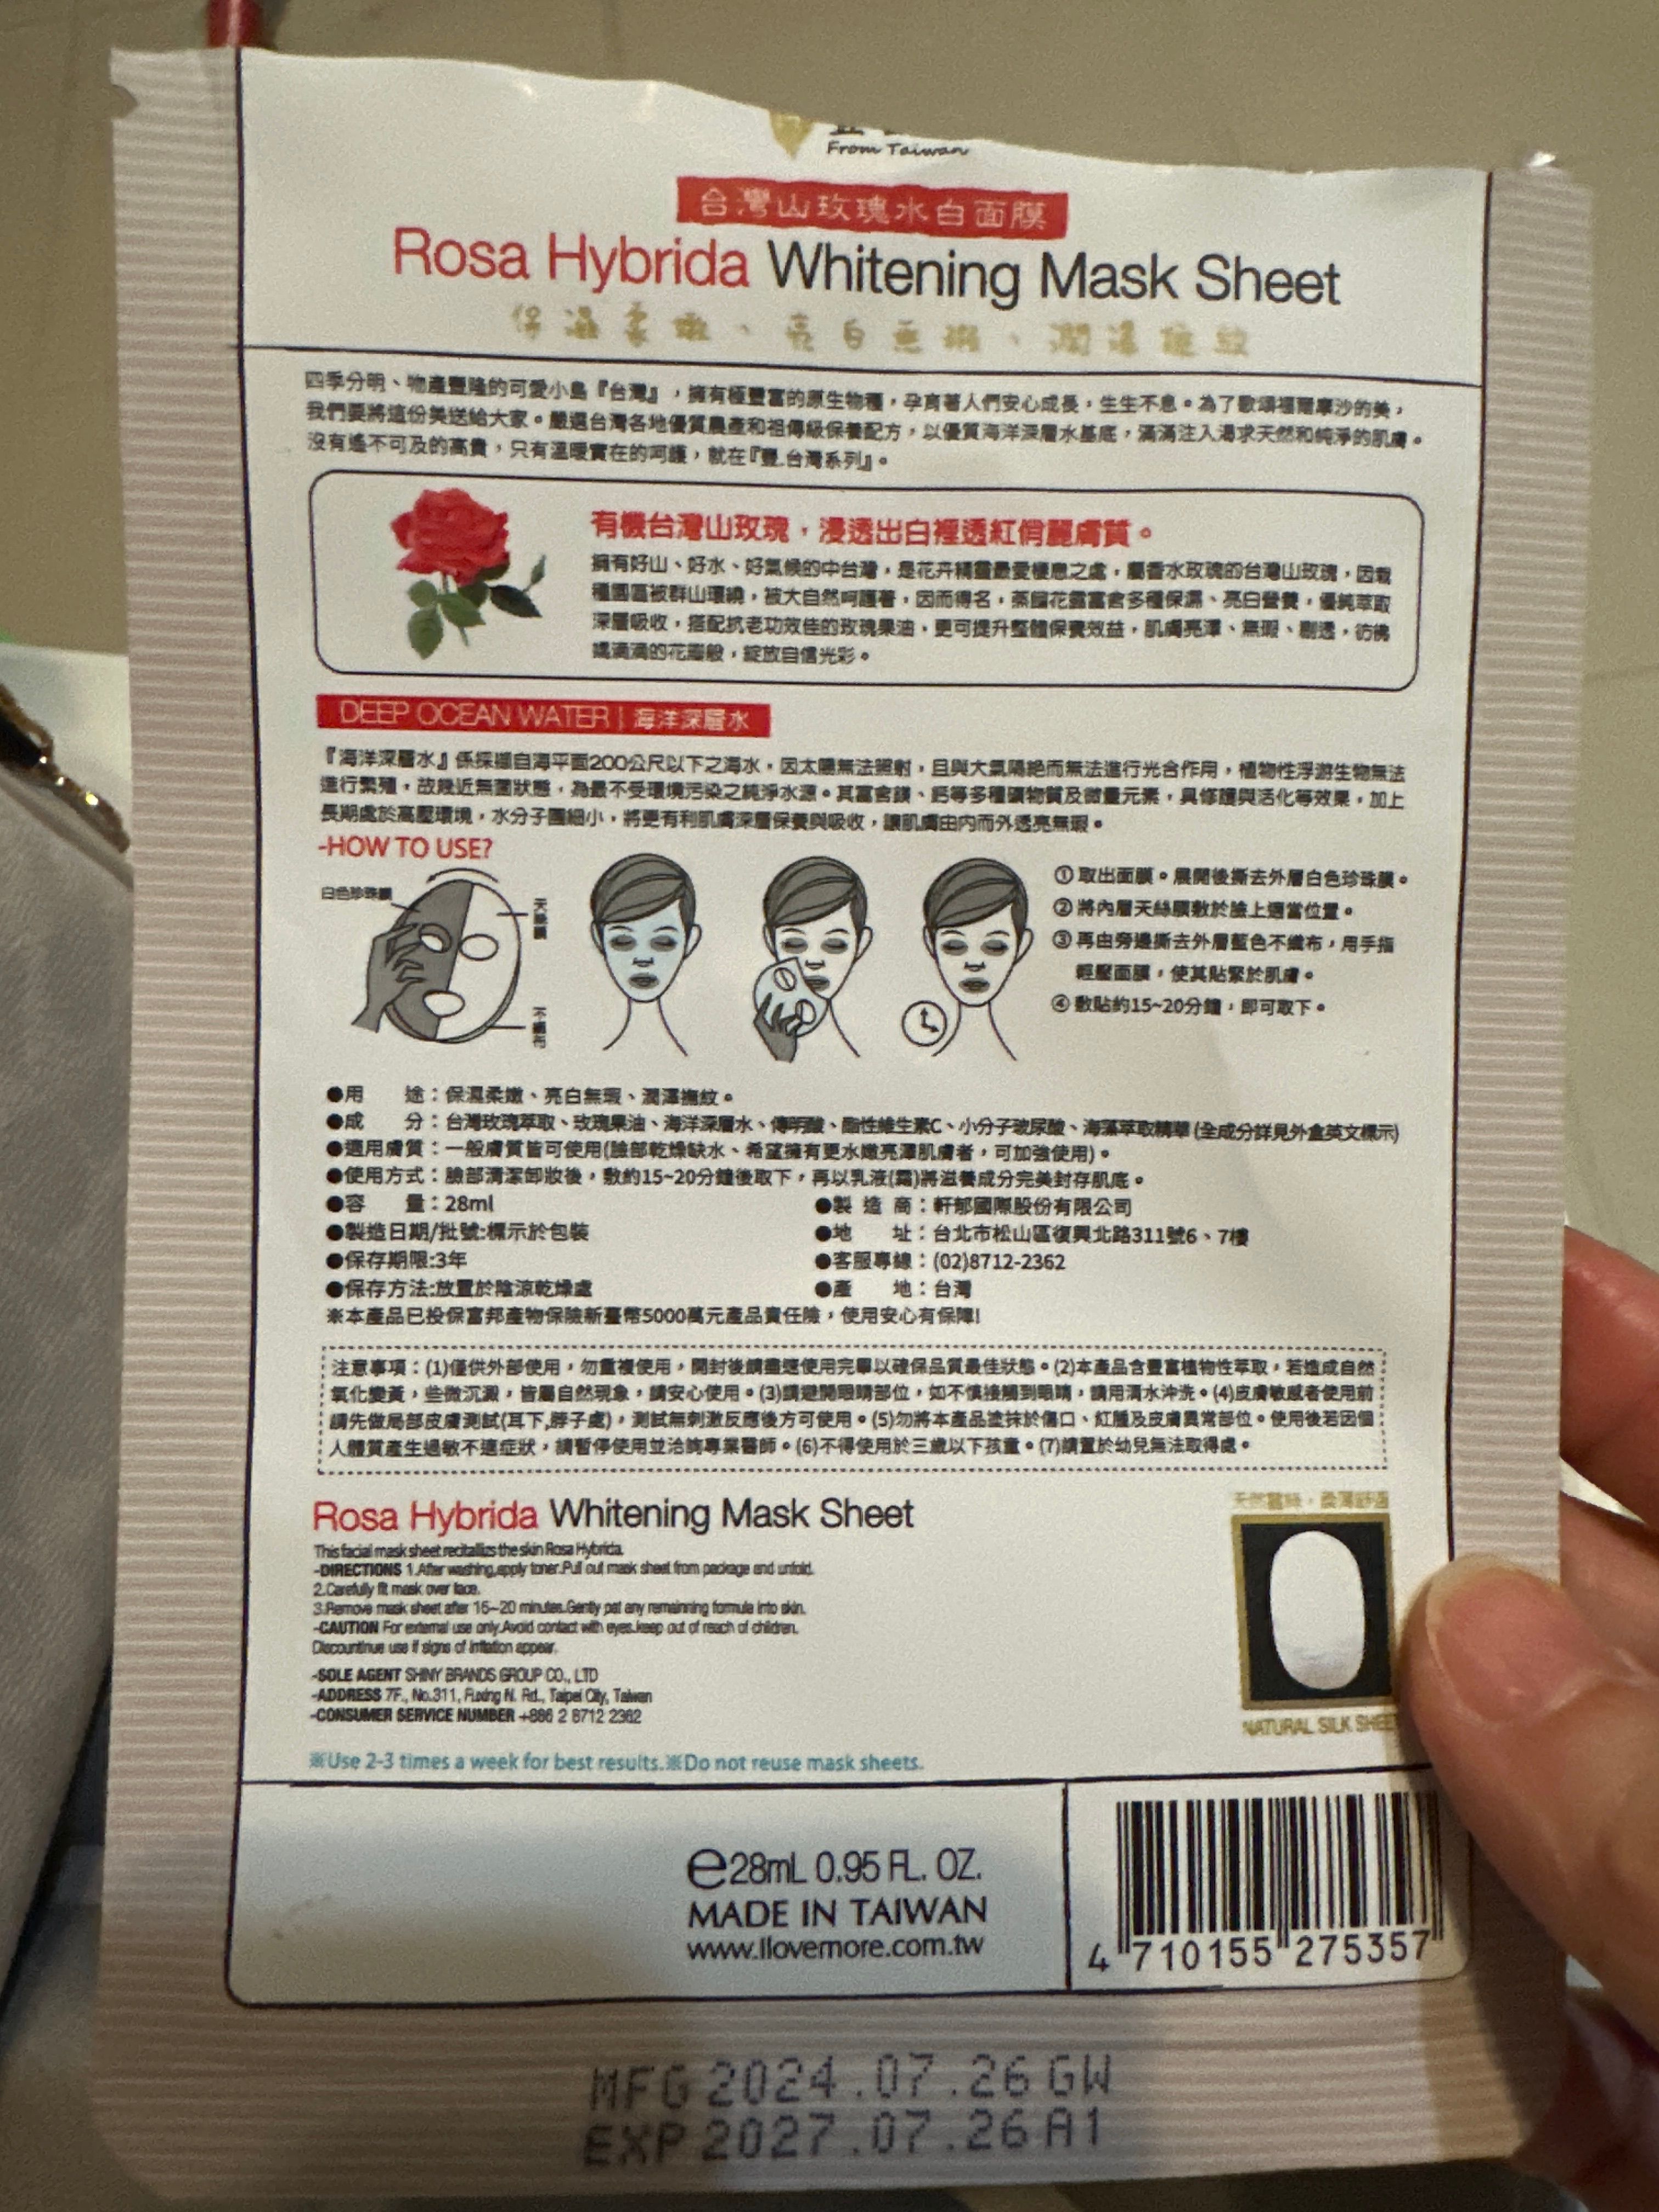 From Taiwan
台灣山玫瑰水白面膜
Rosa Hybrida Whitening Mask Sheet
保濕柔嫩、亮白無瑕、潤澤撫紋
四季分明、物產豐隆的可愛小島『台灣』，擁有極豐富的原生物種，孕育著人們安心成長，生生不息。為了歌頌福爾摩沙的美，
我們要將這份美送給大家。嚴選台灣各地優質農產和祖傳級保養配方，以優質海洋深層水基底，滿滿注入渴求天然和純淨的肌膚。
沒有遙不可及的高貴，只有溫暖實在的呵護，就在『豐.台灣系列』。
有機台灣山玫瑰，浸透出白裡透紅俏麗膚質。
擁有好山、好水、好氣候的中台灣，是花卉精靈最愛棲息之處，屬香水玫瑰的台灣山玫瑰，因栽
種園區被群山環繞，被大自然呵護著，因而得名，蒸餾花露富含多種保濕、亮白營養，優純萃取
深層吸收，搭配抗老功效佳的玫瑰果油，更可提升整體保養效益，肌膚亮澤、無瑕、剔透，彷彿
嬌滴滴的花瓣般，綻放自信光彩。
DEEP OCEAN WATER | 海洋深層水
『海洋深層水』係採擷自海平面200公尺以下之海水，因太陽無法照射，且與大氣隔絕而無法進行光合作用，植物性浮游生物無法
進行繁殖，故幾近無菌狀態，為最不受環境污染之純淨水源。其富含鎂、鈣等多種礦物質及微量元素，具修護與活化等效果，加上
長期處於高壓環境，水分子團細小，將更有利肌膚深層保養與吸收，讓肌膚由內而外透亮無瑕。
-HOW TO USE?
白色珍珠膜
天絲膜
不織布
①取出面膜。展開後撕去外層白色珍珠膜。
②將內層天絲膜敷於臉上適當位置。
③再由旁邊撕去外層藍色不織布，用手指
輕壓面膜，使其貼緊於肌膚。
④敷貼約15~20分鐘，即可取下。
●用 途：保濕柔嫩、亮白無瑕、潤澤撫紋。
●成 分：台灣玫瑰萃取、玫瑰果油、海洋深層水、傳明酸、酯性維生素C、小分子玻尿酸、海藻萃取精華(全成分詳見外盒英文標示)
●適用膚質：一般膚質皆可使用(臉部乾燥缺水、希望擁有更水嫩亮澤肌膚者，可加強使用)。
●使用方式：臉部清潔卸妝後，敷約15~20分鐘後取下，再以乳液(霜)將滋養成分完美封存肌底。
●容 量：28ml
●製造日期/批號:標示於包裝
●保存期限:3年
●保存方法:放置於陰涼乾燥處
●製 造 商：軒郁國際股份有限公司
●地 址：台北市松山區復興北路311號6、7樓
●客服專線：(02)8712-2362
●產 地：台灣
※本產品已投保富邦產物保險新臺幣5000萬元產品責任險，使用安心有保障!
注意事項：(1)僅供外部使用，勿重複使用，開封後請盡速使用完畢以確保品質最佳狀態。(2)本產品含豐富植物性萃取，若造成自然
氧化變黃，些微沉澱，皆屬自然現象，請安心使用。(3)請避開眼睛部位，如不慎接觸到眼睛，請用清水沖洗。(4)皮膚敏感者使用前
請先做局部皮膚測試(耳下,脖子處)，測試無刺激反應後方可使用。(5)勿將本產品塗抹於傷口、紅腫及皮膚異常部位。使用後若因個
人體質產生過敏不適症狀，請暫停使用並洽詢專業醫師。(6)不得使用於三歲以下孩童。(7)請置於幼兒無法取得處。
Rosa Hybrida Whitening Mask Sheet
This facial mask sheet recitallizs the skin Rosa Hybrida.
-DIRECTIONS 1.After washing,apply toner.Pull out mask sheet from package and unfold.
2.Carefully fit mask over face.
3.Remove mask sheet after 15~20 minutes.Gently pat any remainning formula into skin.
-CAUTION For external use only.Avoid contact with eyes.keep out of reach of children.
Discountinue use if signs of irritation appear.
-SOLE AGENT SHINY BRANDS GROUP CO., LTD
-ADDRESS 7F., No.311, Fuxing N. Rd., Taipei City, Taiwan
-CONSUMER SERVICE NUMBER +886 2 8712 2362
※Use 2-3 times a week for best results.※Do not reuse mask sheets.
NATURAL SILK SHEET
e28mL 0.95 FL. OZ.
MADE IN TAIWAN
www.ilovemore.com.tw
4 710155 275357
MFG 2024.07.26 GW
EXP 2027.07.26 A1